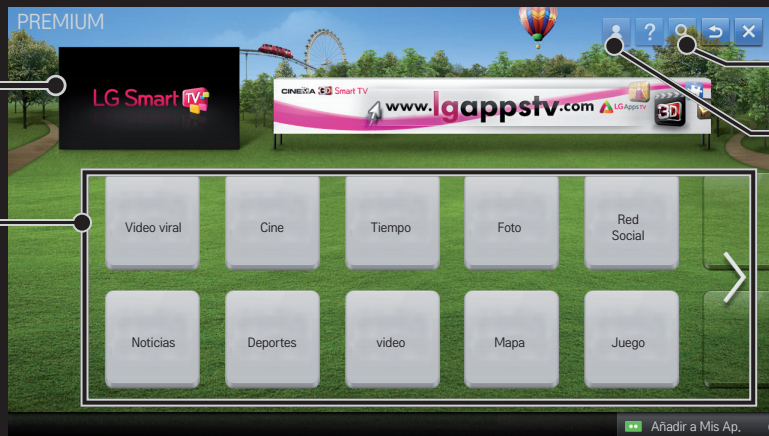 PREMIUM
?
LG Smart TV
CINEMA 3D Smart TV
www.lgappstv.com
LG Apps TV
3D
Video viral
Cine
Tiempo
Foto
Red
Social
Noticias
Deportes
video
Mapa
Juego
Añadir a Mis Ap.